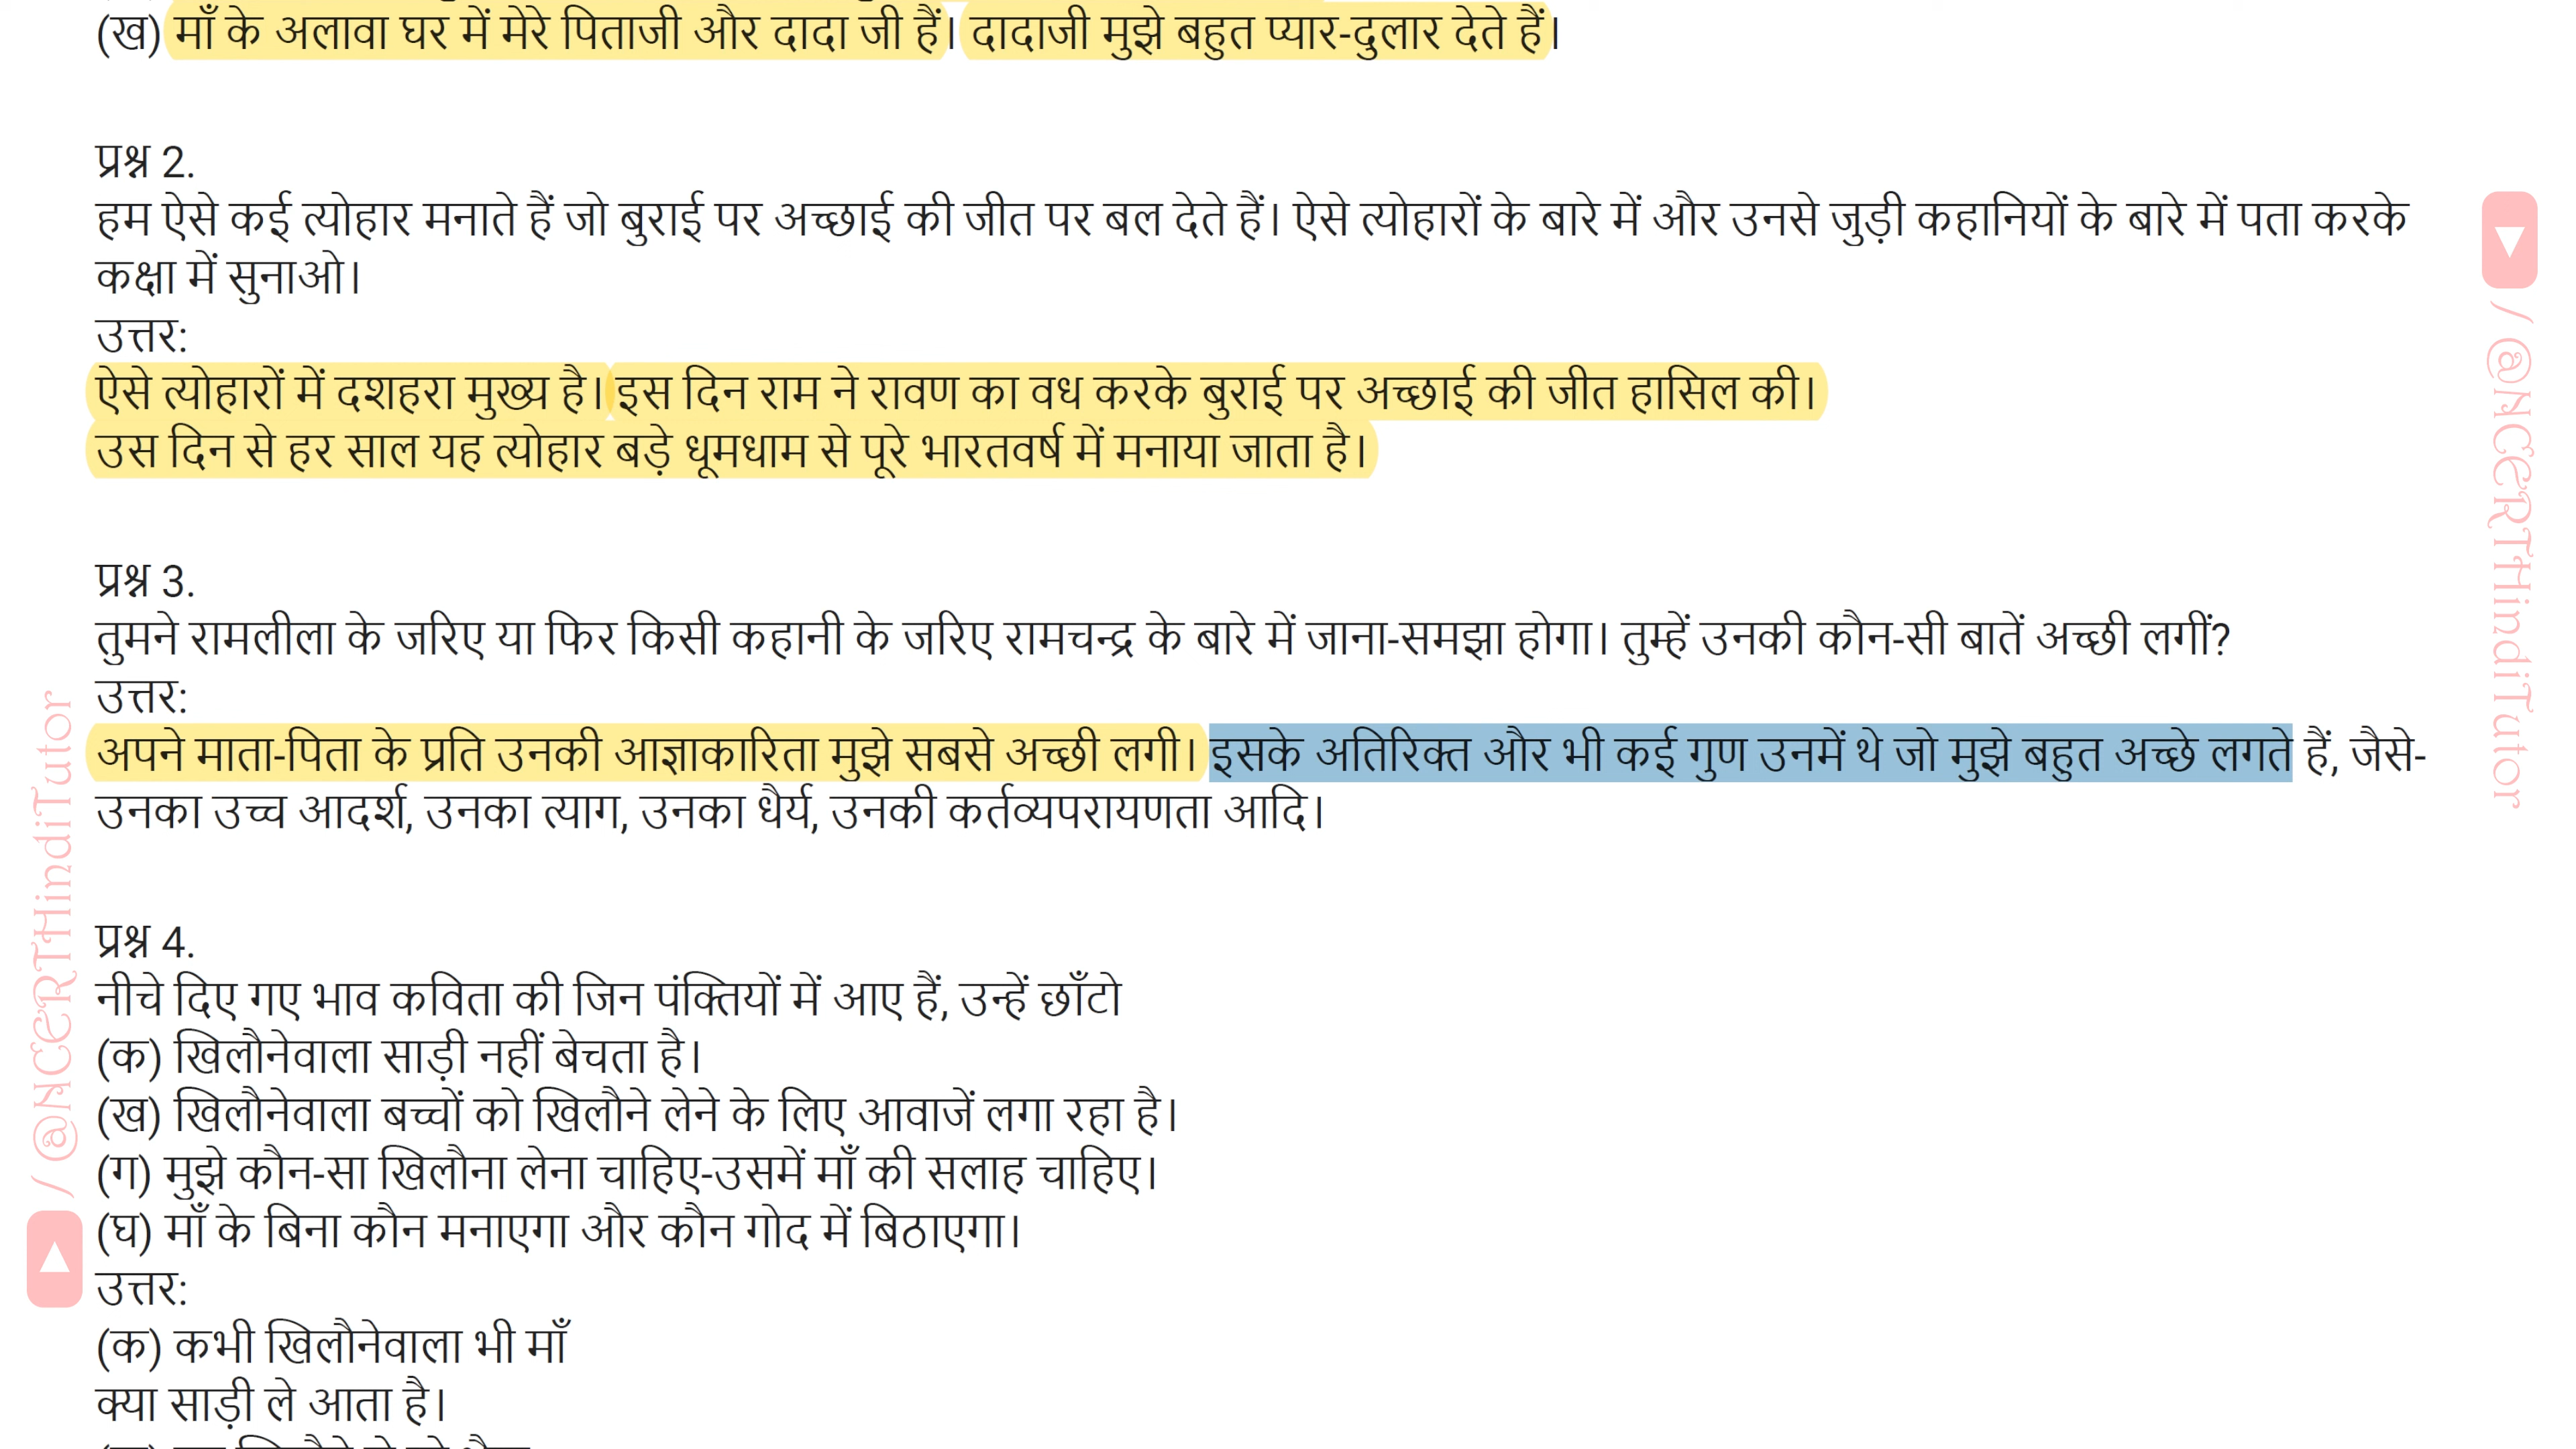 (ख) माँ के अलावा घर में मेरे पिताजी और दादा जी हैं। दादाजी मुझे बहुत प्यार-दुलार देते हैं।
प्रश्न 2.
हम ऐसे कई त्योहार मनाते हैं जो बुराई पर अच्छाई की जीत पर बल देते हैं। ऐसे त्योहारों के बारे में और उनसे जुड़ी कहानियों के बारे में पता करके
कक्षा में सुनाओ।
उत्तर:
ऐसे त्योहारों में दशहरा मुख्य है। इस दिन राम ने रावण का वध करके बुराई पर अच्छाई की जीत हासिल की।
उस दिन से हर साल यह त्योहार बड़े धूमधाम से पूरे भारतवर्ष में मनाया जाता है।
प्रश्न 3.
तुमने रामलीला के जरिए या फिर किसी कहानी के जरिए रामचन्द्र के बारे में जाना-समझा होगा। तुम्हें उनकी कौन-सी बातें अच्छी लगीं?
उत्तर:
अपने माता-पिता के प्रति उनकी आज्ञाकारिता मुझे सबसे अच्छी लगी। इसके अतिरिक्त और भी कई गुण उनमें थे जो मुझे बहुत अच्छे लगते हैं, जैसे-
उनका उच्च आदर्श, उनका त्याग, उनका धैर्य, उनकी कर्तव्यपरायणता आदि।
प्रश्न 4.
नीचे दिए गए भाव कविता की जिन पंक्तियों में आए हैं, उन्हें छाँटो
(क) खिलौनेवाला साड़ी नहीं बेचता है।
(ख) खिलौनेवाला बच्चों को खिलौने लेने के लिए आवाजें लगा रहा है।
(ग) मुझे कौन-सा खिलौना लेना चाहिए-उसमें माँ की सलाह चाहिए।
(घ) माँ के बिना कौन मनाएगा और कौन गोद में बिठाएगा।
उत्तर:
(क) कभी खिलौनेवाला भी माँ
क्या साड़ी ले आता है।
/ @NCERTHindiTutor
/ @NCERTHindiTutor